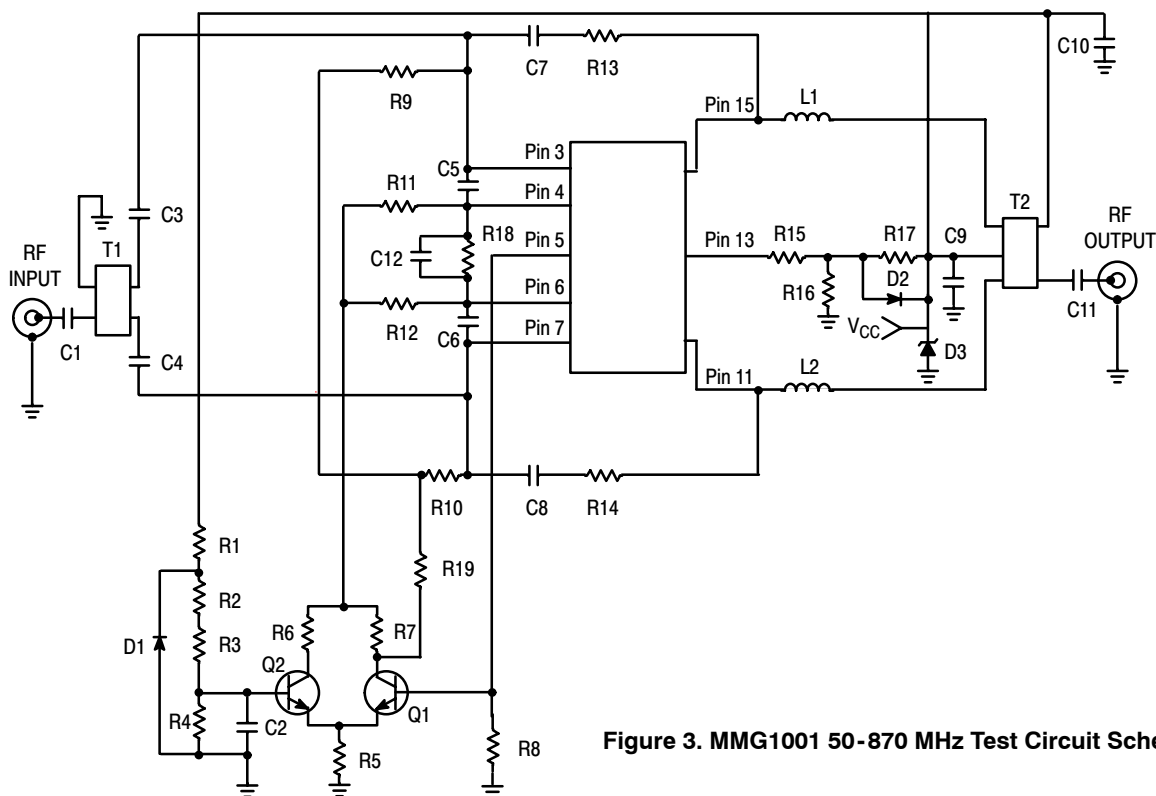 C10
C7
R13
R9
Pin 15
L1
Pin 3
C5
R11
Pin 4
C3
R18
Pin 5
T2
RF
OUTPUT
T1
C12
Pin 13
R15
R17
C9
RF
INPUT
Pin 6
R16
D2
R12
C11
C1
C6
Pin 7
VCC
D3
C4
Pin 11
L2
R10
C8
R14
R1
R19
R2
D1
R3
R6
R7
Q2
R4
C2
Q1
R5
R8
Figure 3. MMG1001 50-870 MHz Test Circuit Sche